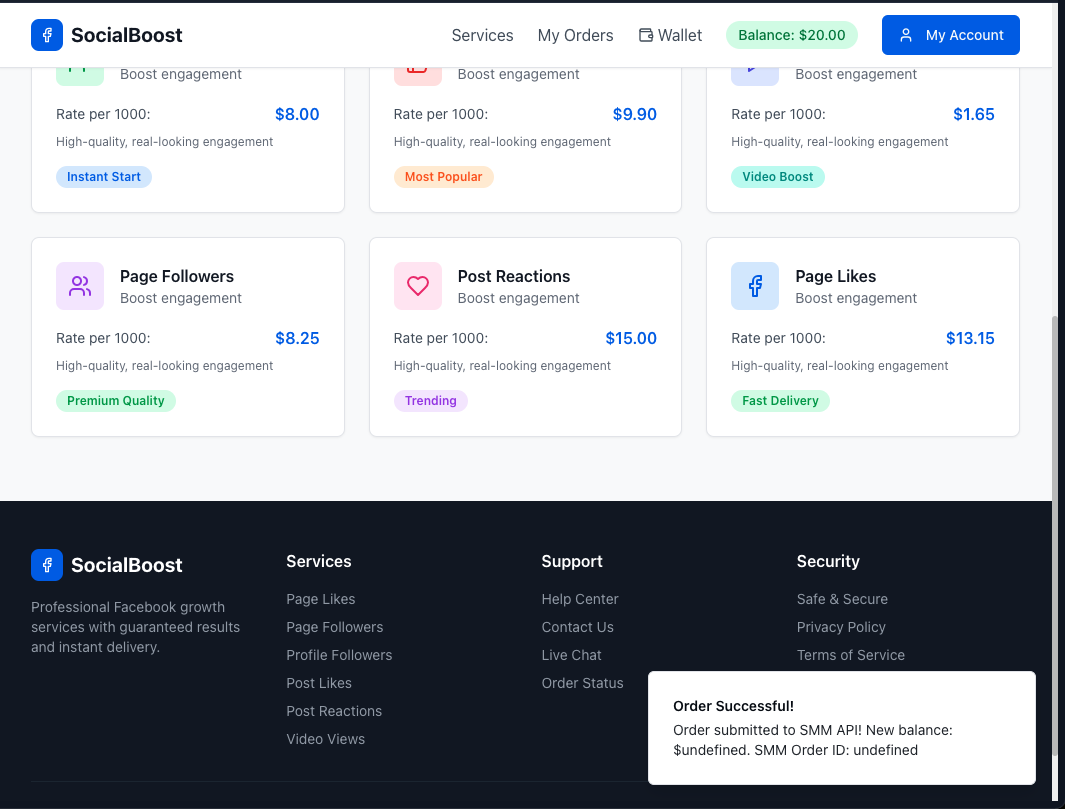 SocialBoost
Services
My Orders
Wallet
Balance: $20.00
My Account
Boost engagement
Rate per 1000:
$8.00
High-quality, real-looking engagement
Instant Start
Boost engagement
Rate per 1000:
$9.90
High-quality, real-looking engagement
Most Popular
Boost engagement
Rate per 1000:
$1.65
High-quality, real-looking engagement
Video Boost
Page Followers
Boost engagement
Rate per 1000:
$8.25
High-quality, real-looking engagement
Premium Quality
Post Reactions
Boost engagement
Rate per 1000:
$15.00
High-quality, real-looking engagement
Trending
Page Likes
Boost engagement
Rate per 1000:
$13.15
High-quality, real-looking engagement
Fast Delivery
SocialBoost
Professional Facebook growth
services with guaranteed results
and instant delivery.
Services
Page Likes
Page Followers
Profile Followers
Post Likes
Post Reactions
Video Views
Support
Help Center
Contact Us
Live Chat
Order Status
Security
Safe & Secure
Privacy Policy
Terms of Service
Order Successful!
Order submitted to SMM API! New balance:
$undefined. SMM Order ID: undefined